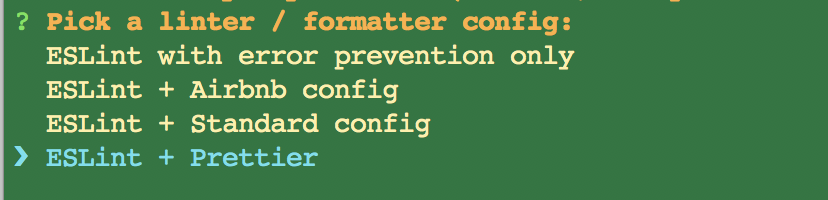 ? Pick a linter / formatter config:
ESLint with error prevention only
ESLint + Airbnb config
ESLint + Standard config
❯ ESLint + Prettier